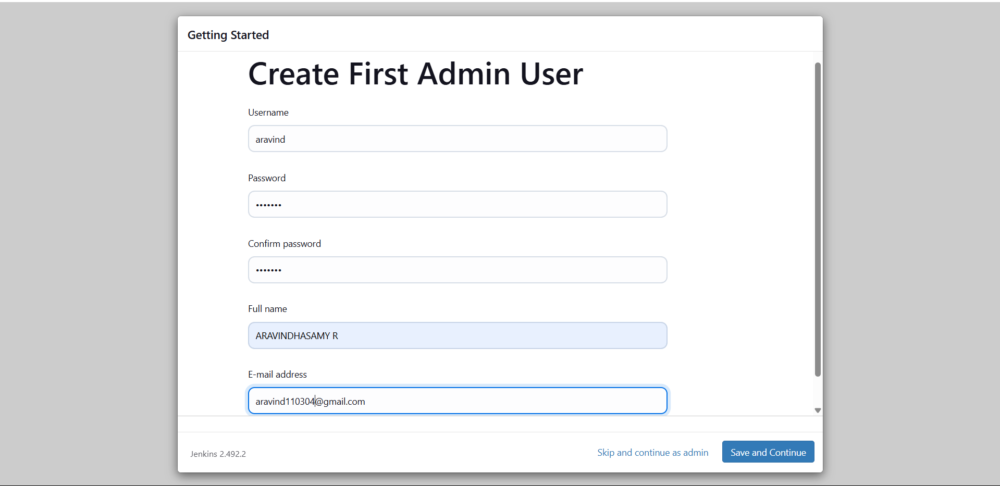 Getting Started
Create First Admin User
Username
aravind
Password
•••••••
Confirm password
•••••••
Full name
ARAVINDHASAMY R
E-mail address
aravind110304@gmail.com
Jenkins 2.492.2
Skip and continue as admin
Save and Continue